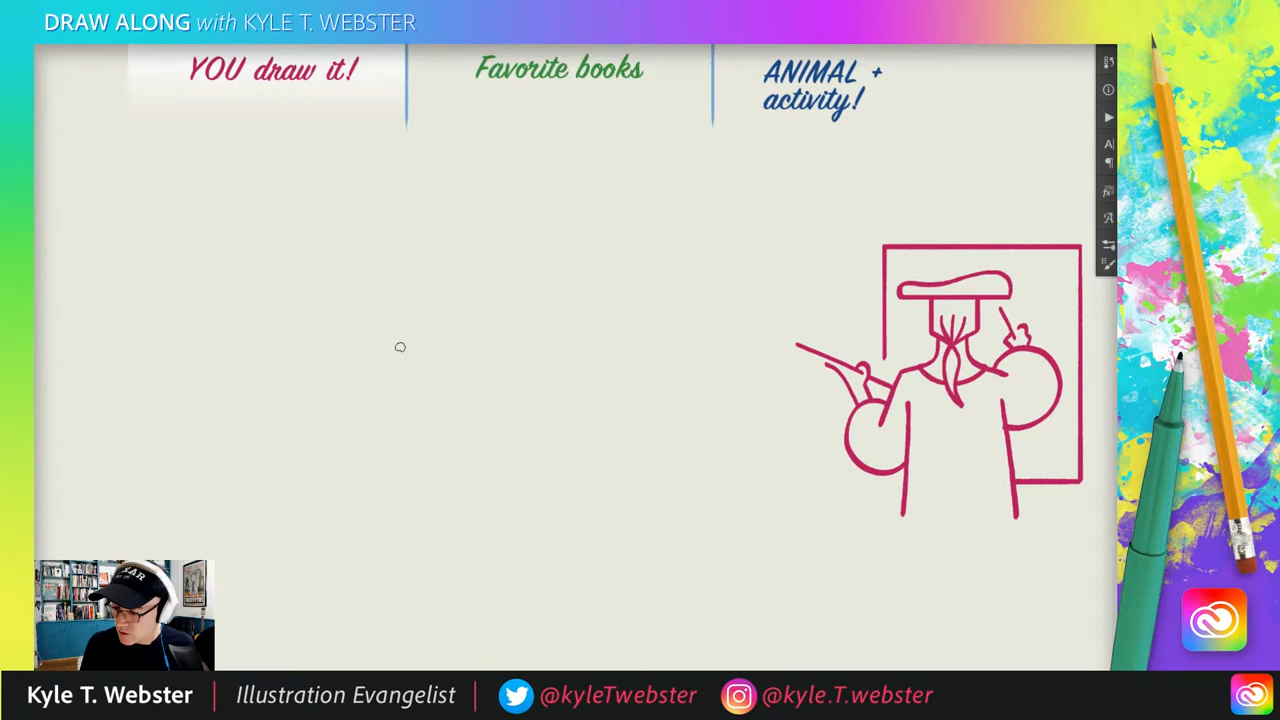 DRAW ALONG with KYLE T. WEBSTER
YOU draw it!
Favorite books
ANIMAL +
activity!
Kyle T. Webster
Illustration Evangelist
@kyleTwebster
@kyle.T.webster